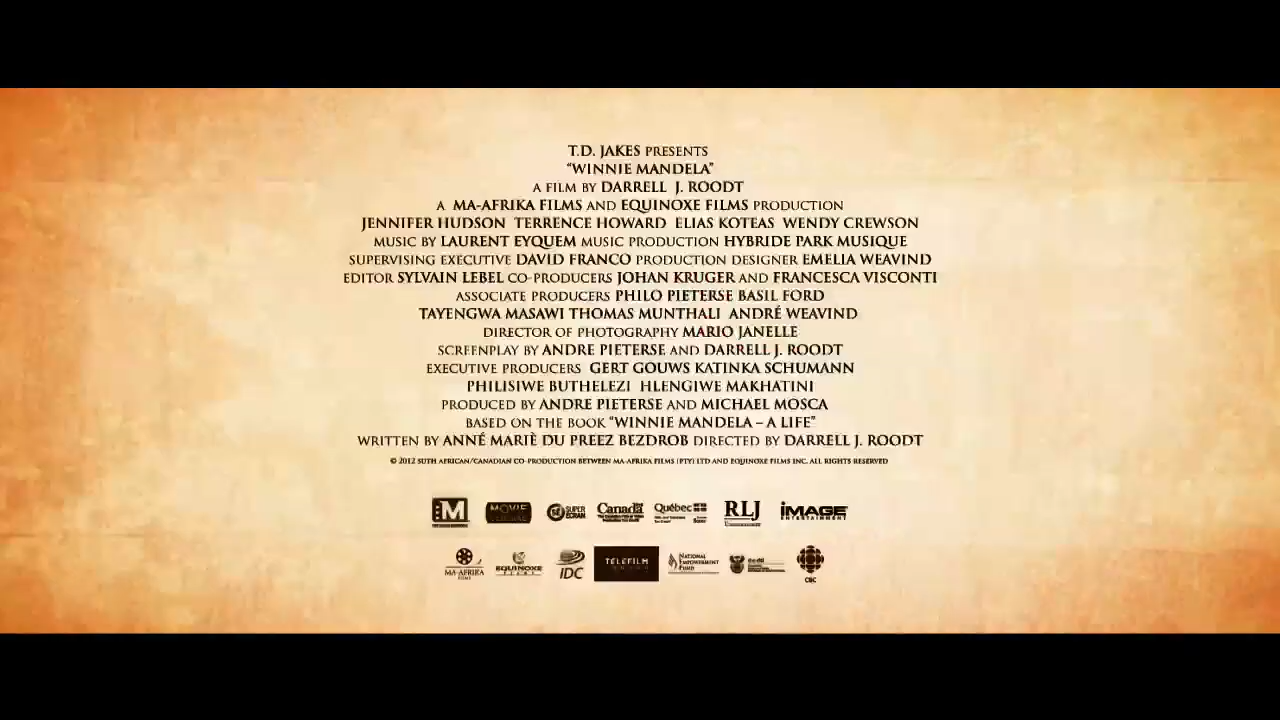 T.D. JAKES PRESENTS
“WINNIE MANDELA”
A FILM BY DARRELL J. ROODT
A MA-AFRIKA FILMS AND EQUINOXE FILMS PRODUCTION
JENNIFER HUDSON TERRENCE HOWARD ELIAS KOTEAS WENDY CREWSON
MUSIC BY LAURENT EYQUEM MUSIC PRODUCTION HYBRIDE PARK MUSIQUE
SUPERVISING EXECUTIVE DAVID FRANCO PRODUCTION DESIGNER EMELIA WEAVIND
EDITOR SYLVAIN LEBEL CO-PRODUCERS JOHAN KRUGER AND FRANCESCA VISCONTI
ASSOCIATE PRODUCERS PHILO PIETERSE BASIL FORD
TAYENGWA MASAWI THOMAS MUNTHALI ANDRÉ WEAVIND
DIRECTOR OF PHOTOGRAPHY MARIO JANELLE
SCREENPLAY BY ANDRE PIETERSE AND DARRELL J. ROODT
EXECUTIVE PRODUCERS GERT GOUWS KATINKA SCHUMANN
PHILISIWE BUTHELEZI HLENGIWE MAKHATINI
PRODUCED BY ANDRE PIETERSE AND MICHAEL MOSCA
BASED ON THE BOOK “WINNIE MANDELA – A LIFE”
WRITTEN BY ANNÉ MARIÈ DU PREEZ BEZDROB DIRECTED BY DARRELL J. ROODT
© 2012 SUTH AFRICAN/CANADIAN CO-PRODUCTION BETWEEN MA-AFRIKA FILMS (PTY) LTD AND EQUINOXE FILMS INC. ALL RIGHTS RESERVED
M MOVIE SUPER ECRAN Canada Québec RLJ IMAGE ENTERTAINMENT
MA-AFRIKA FILMS EQUINOXE FILMS IDC TELEFILM NATIONAL EMPOWERMENT FUND the dti CBC